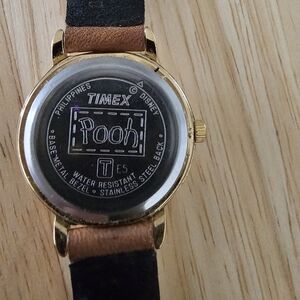 PHILIPPINES
TIMEX
© DISNEY
Pooh
T E5
WATER RESISTANT
• BASE METAL BEZEL • STAINLESS STEEL BACK •